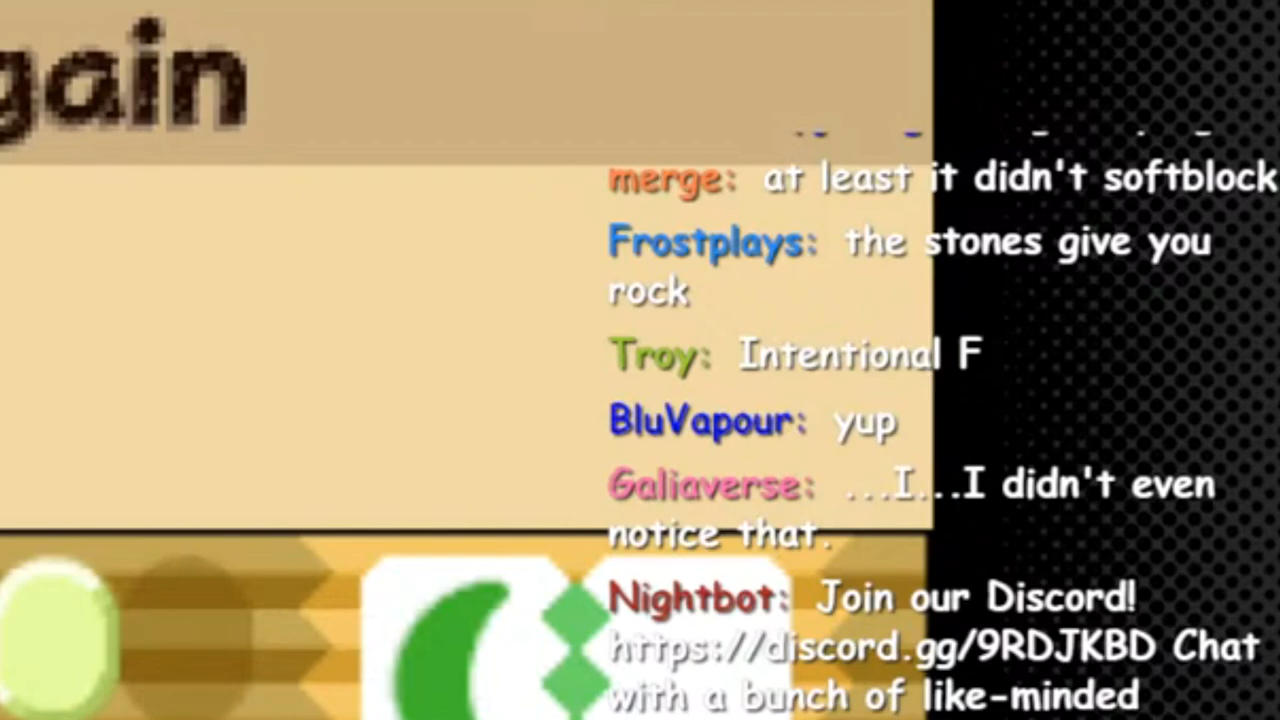 gain
merge: at least it didn't softblock
Frostplays: the stones give you
rock
Troy: Intentional F
BluVapour: yup
Galiaverse: ...I...I didn't even
notice that.
Nightbot: Join our Discord!
https://discord.gg/9RDJKBD Chat
with a bunch of like-minded